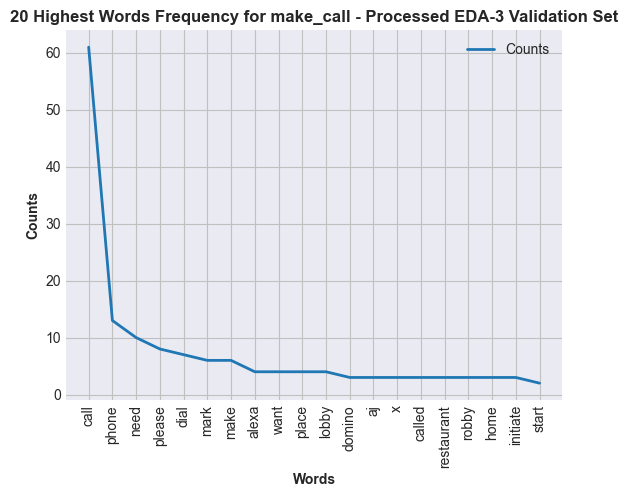 20 Highest Words Frequency for make_call - Processed EDA-3 Validation Set
Counts
60
50
40
30
20
10
0
Counts
call
phone
need
please
dial
mark
make
alexa
want
place
lobby
domino
aj
x
called
restaurant
robby
home
initiate
start
Words